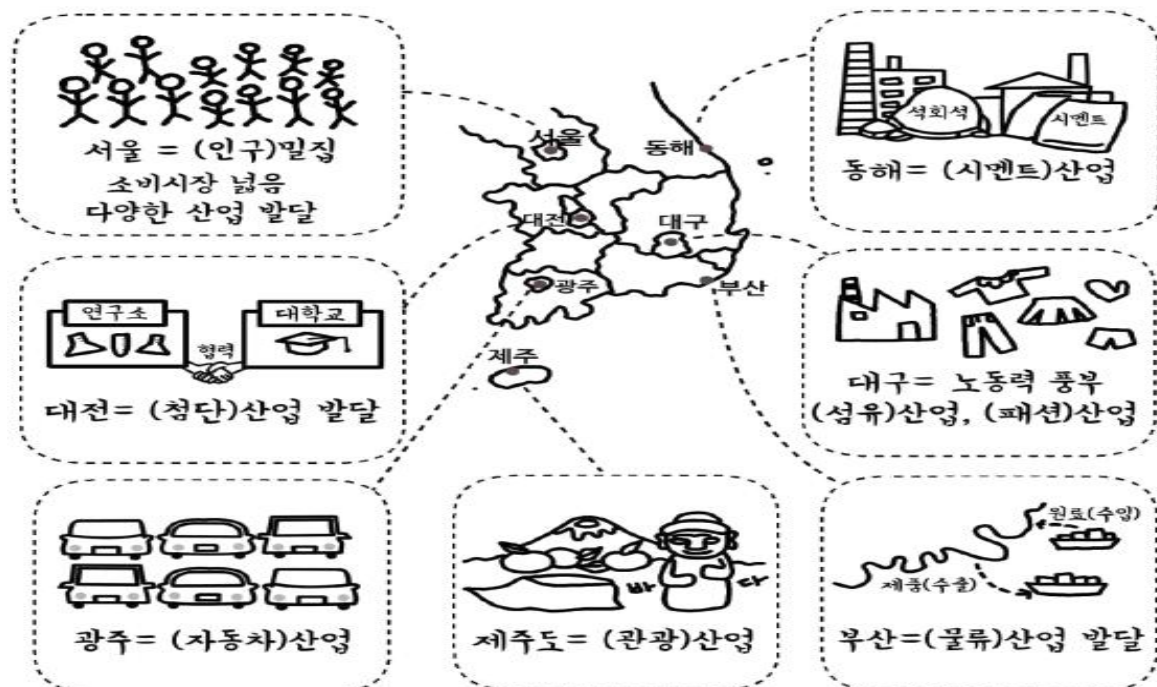 서울 = (인구)밀집
소비시장 넓음
다양한 산업 발달
석회석
시멘트
동해= (시멘트)산업
서울
동해
대전
대구
광주
부산
제주
연구소
대학교
협력
대전= (첨단)산업 발달
대구= 노동력 풍부
(섬유)산업, (패션)산업
광주= (자동차)산업
바 다
제주도= (관광)산업
원료(수입)
제품(수출)
부산=(물류)산업 발달